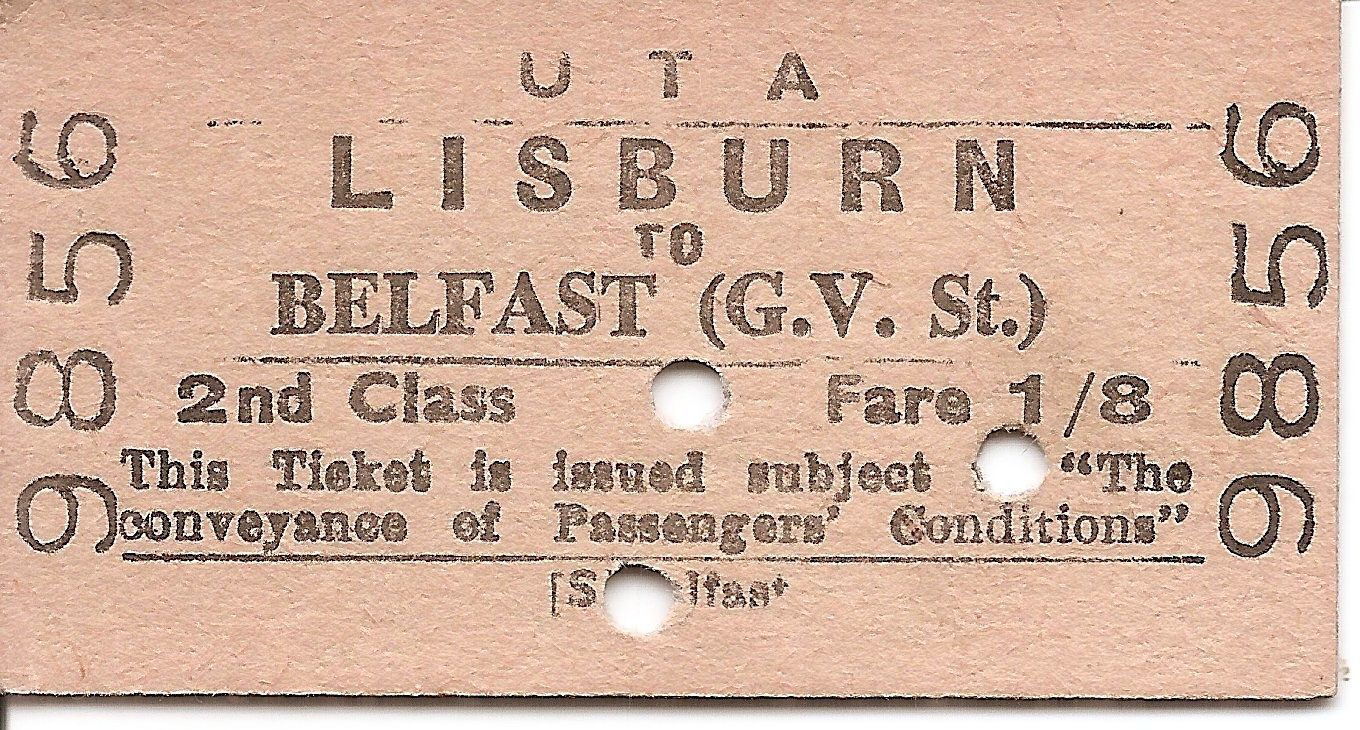 U T A
LISBURN
TO
BELFAST (G.V. St.)
2nd Class Fare 1/8
This Ticket is issued subject “The
conveyance of Passengers’ Conditions”
9856
9856